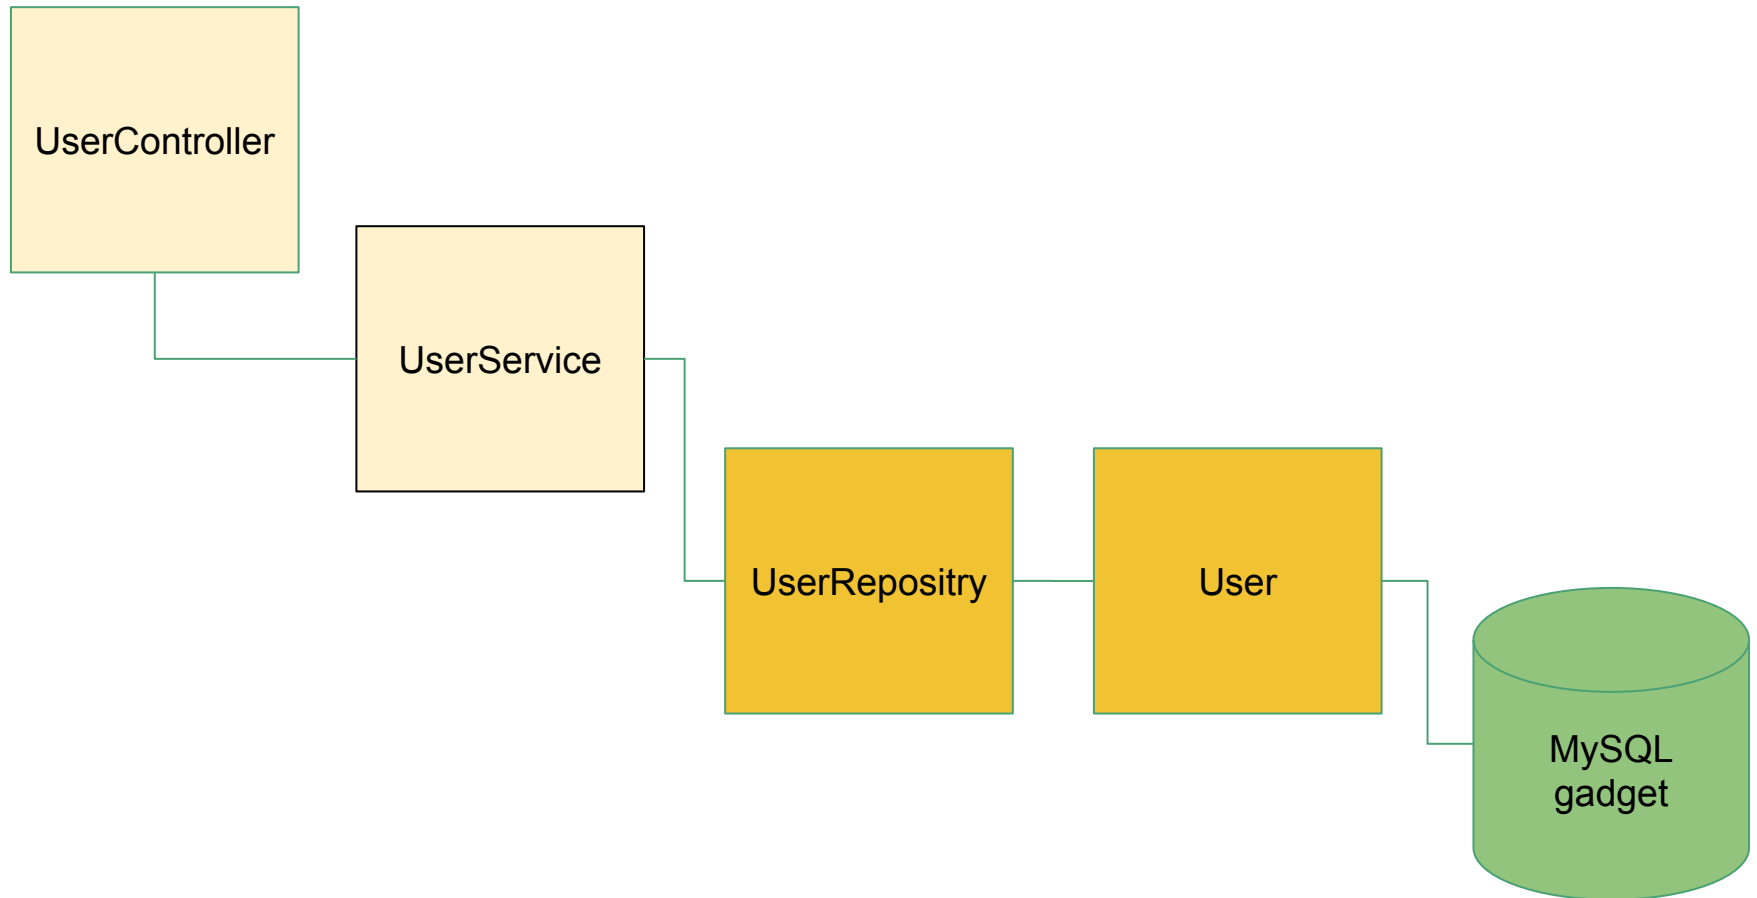 UserController
UserService
UserRepositry
User
MySQL
gadget